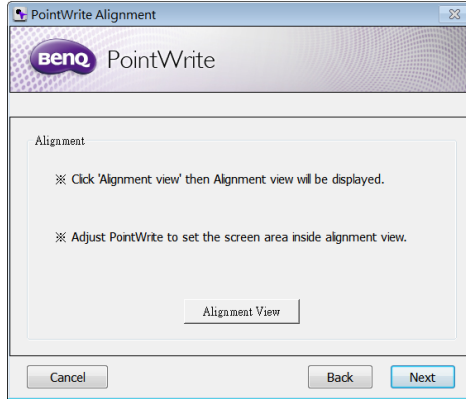 PointWrite Alignment
BenQ PointWrite
Alignment
※ Click 'Alignment view' then Alignment view will be displayed.
※ Adjust PointWrite to set the screen area inside alignment view.
Alignment View
Cancel Back Next